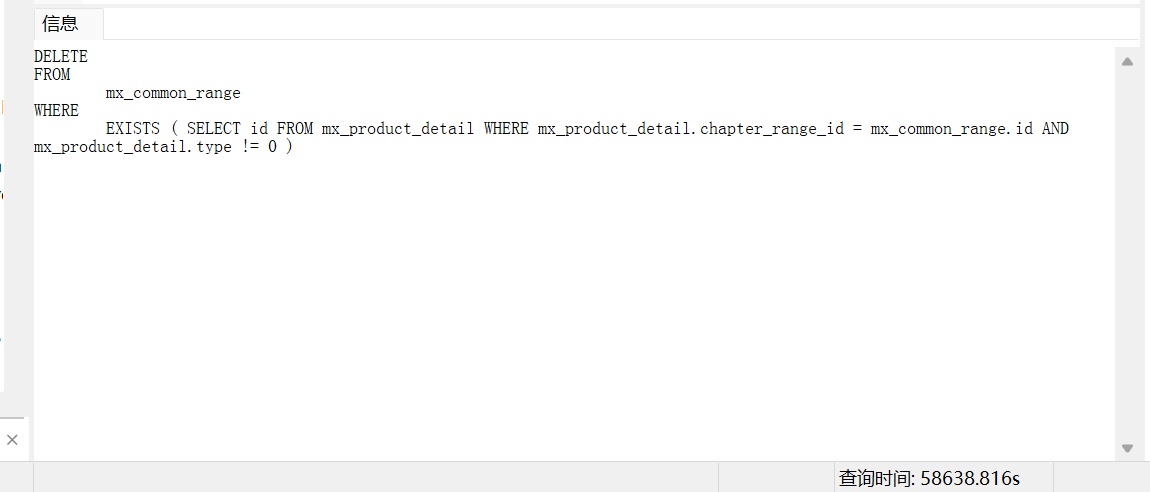 信息
DELETE
FROM
mx_common_range
WHERE
EXISTS ( SELECT id FROM mx_product_detail WHERE mx_product_detail.chapter_range_id = mx_common_range.id AND
mx_product_detail.type != 0 )
查询时间: 58638.816s